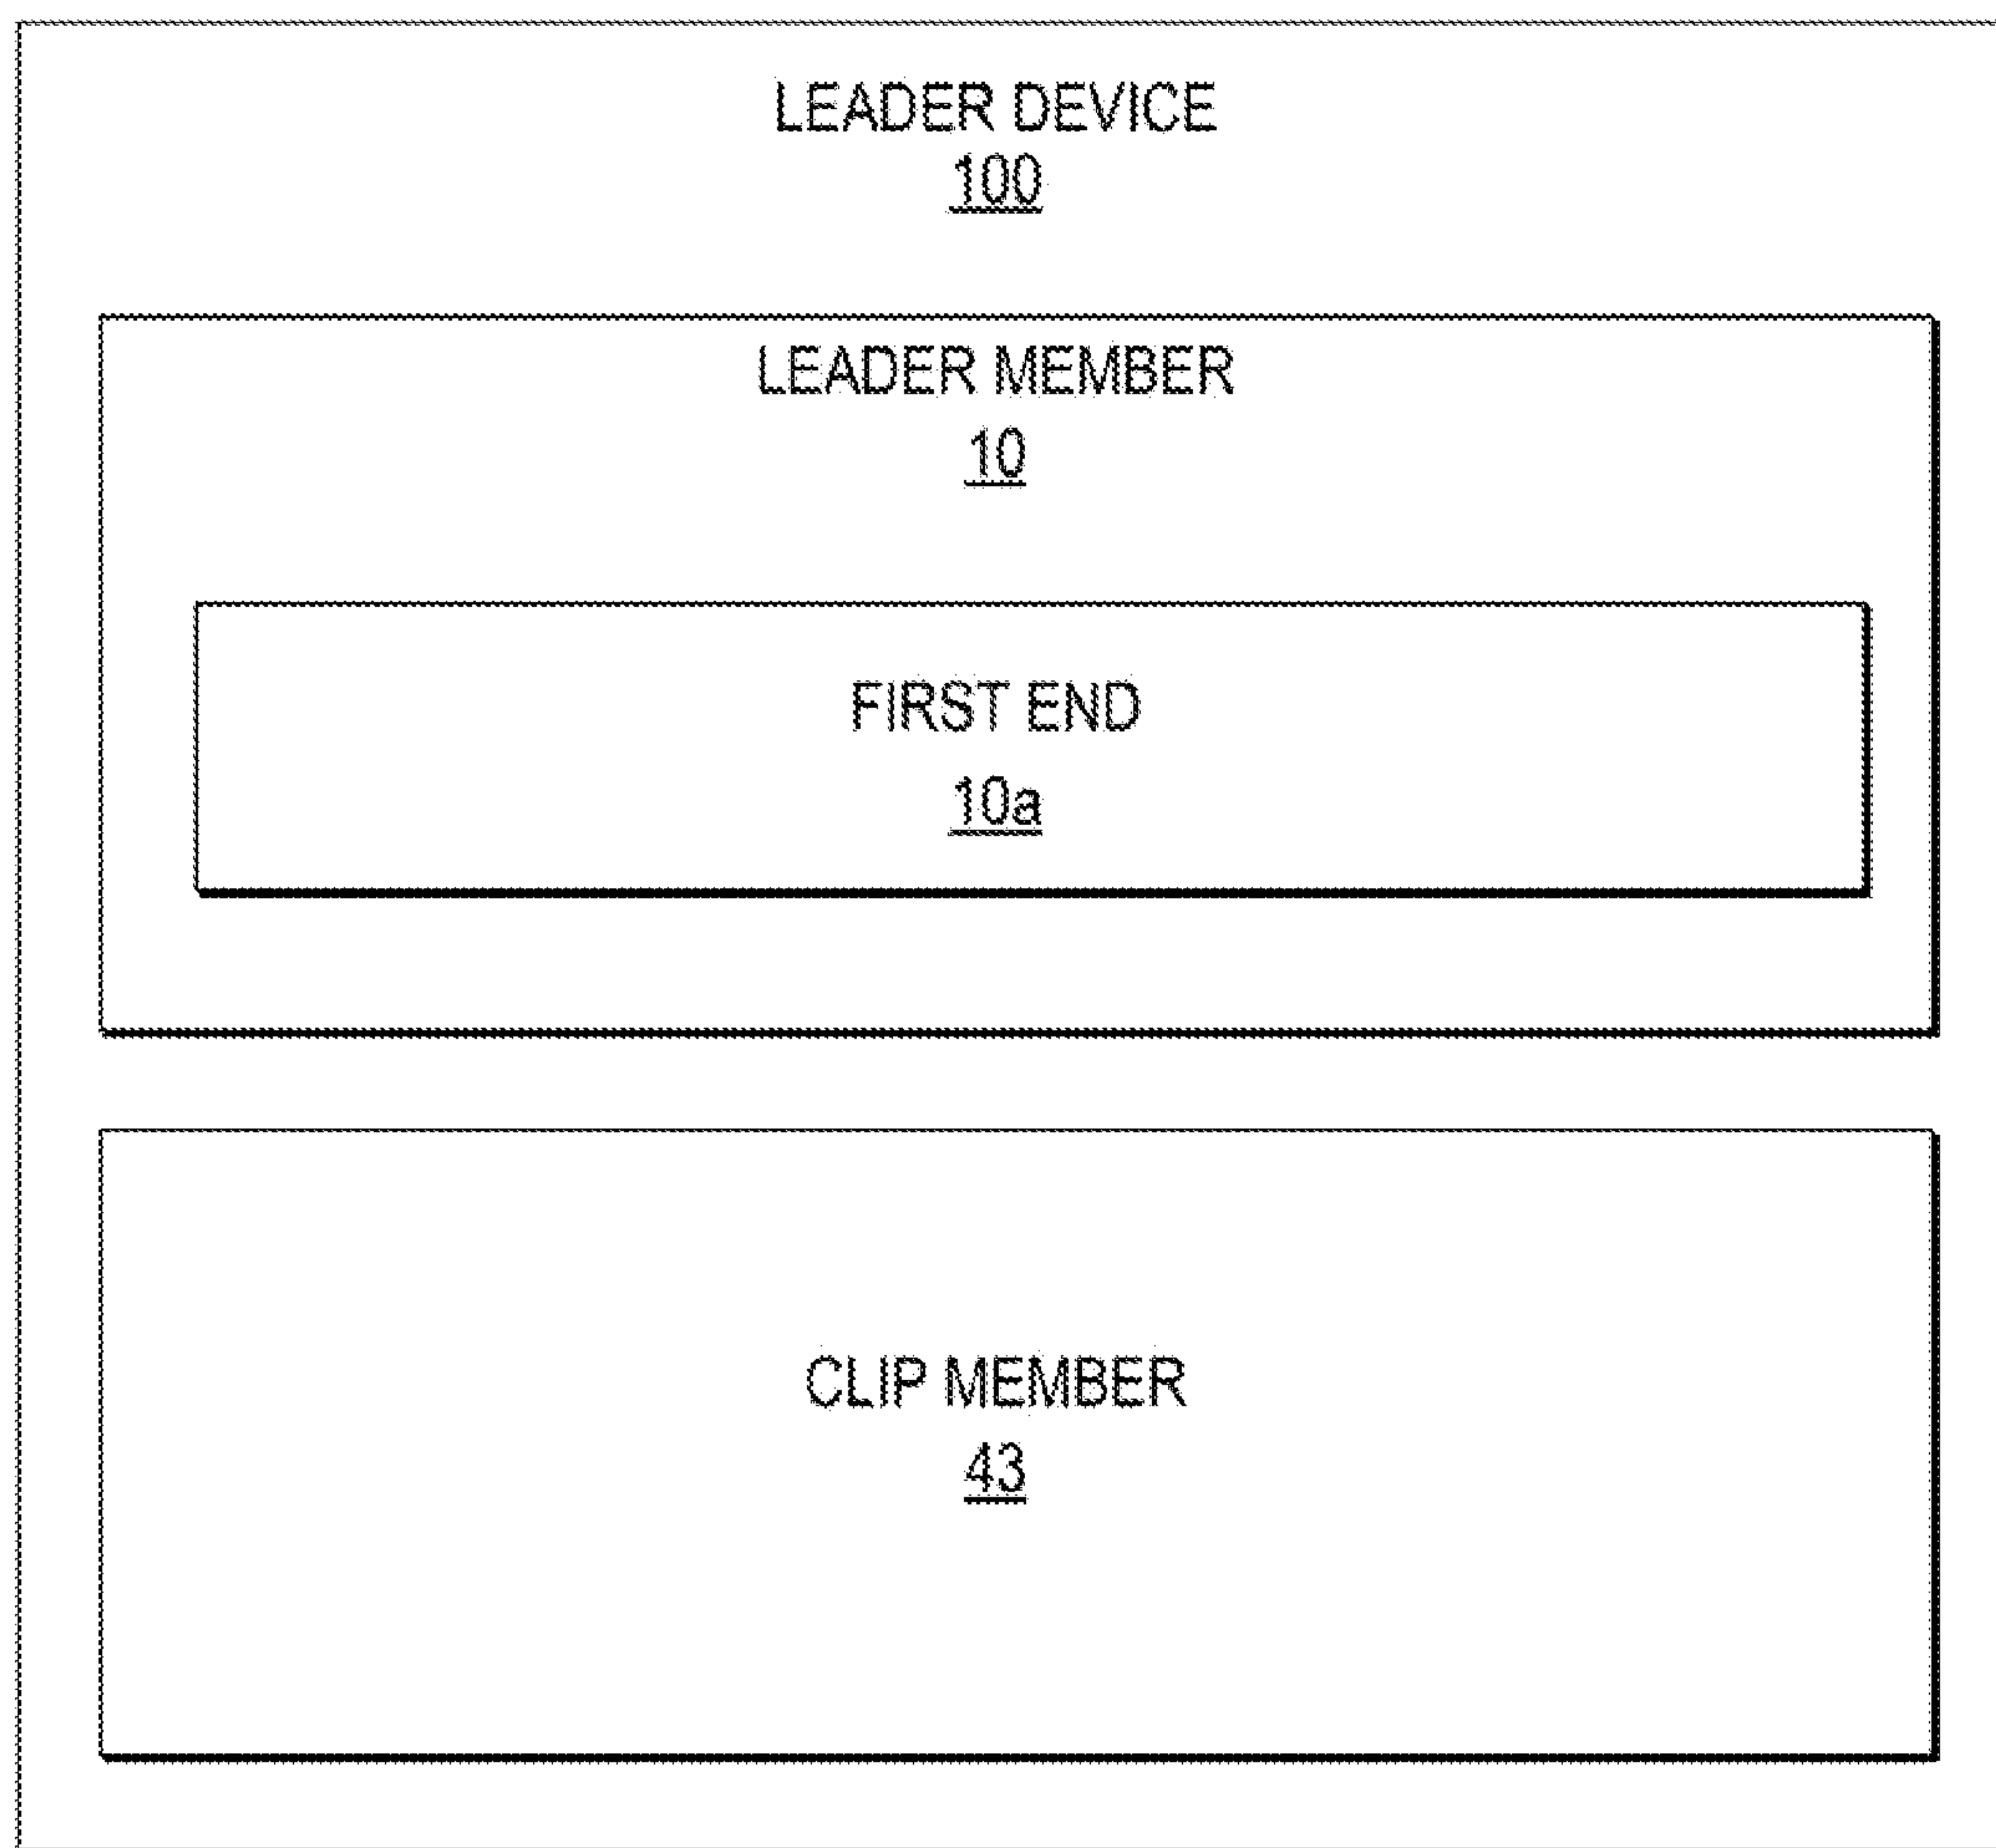 LEADER DEVICE
100
LEADER MEMBER
10
FIRST END
10a
CLIP MEMBER
43